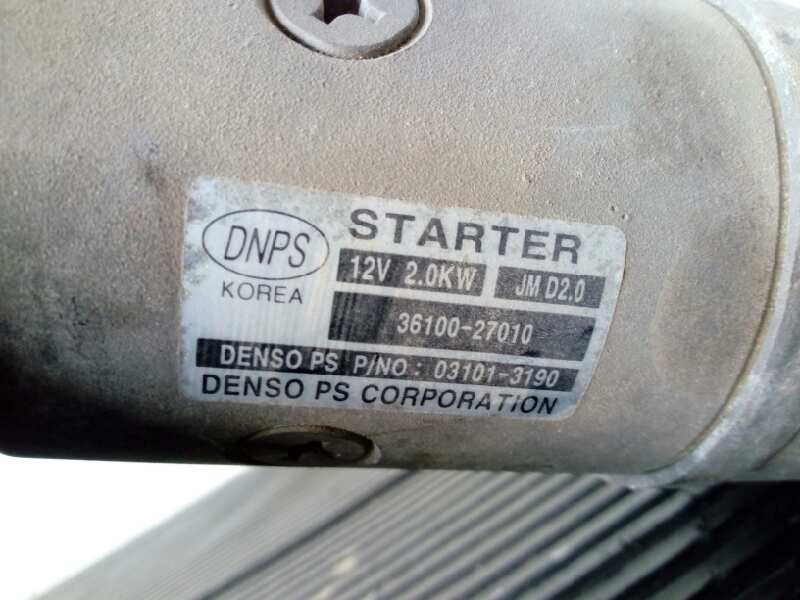 STARTER
DNPS
KOREA
12V 2.0KW JM D2.0
36100-27010
DENSO PS P/NO : 03101-3190
DENSO PS CORPORATION